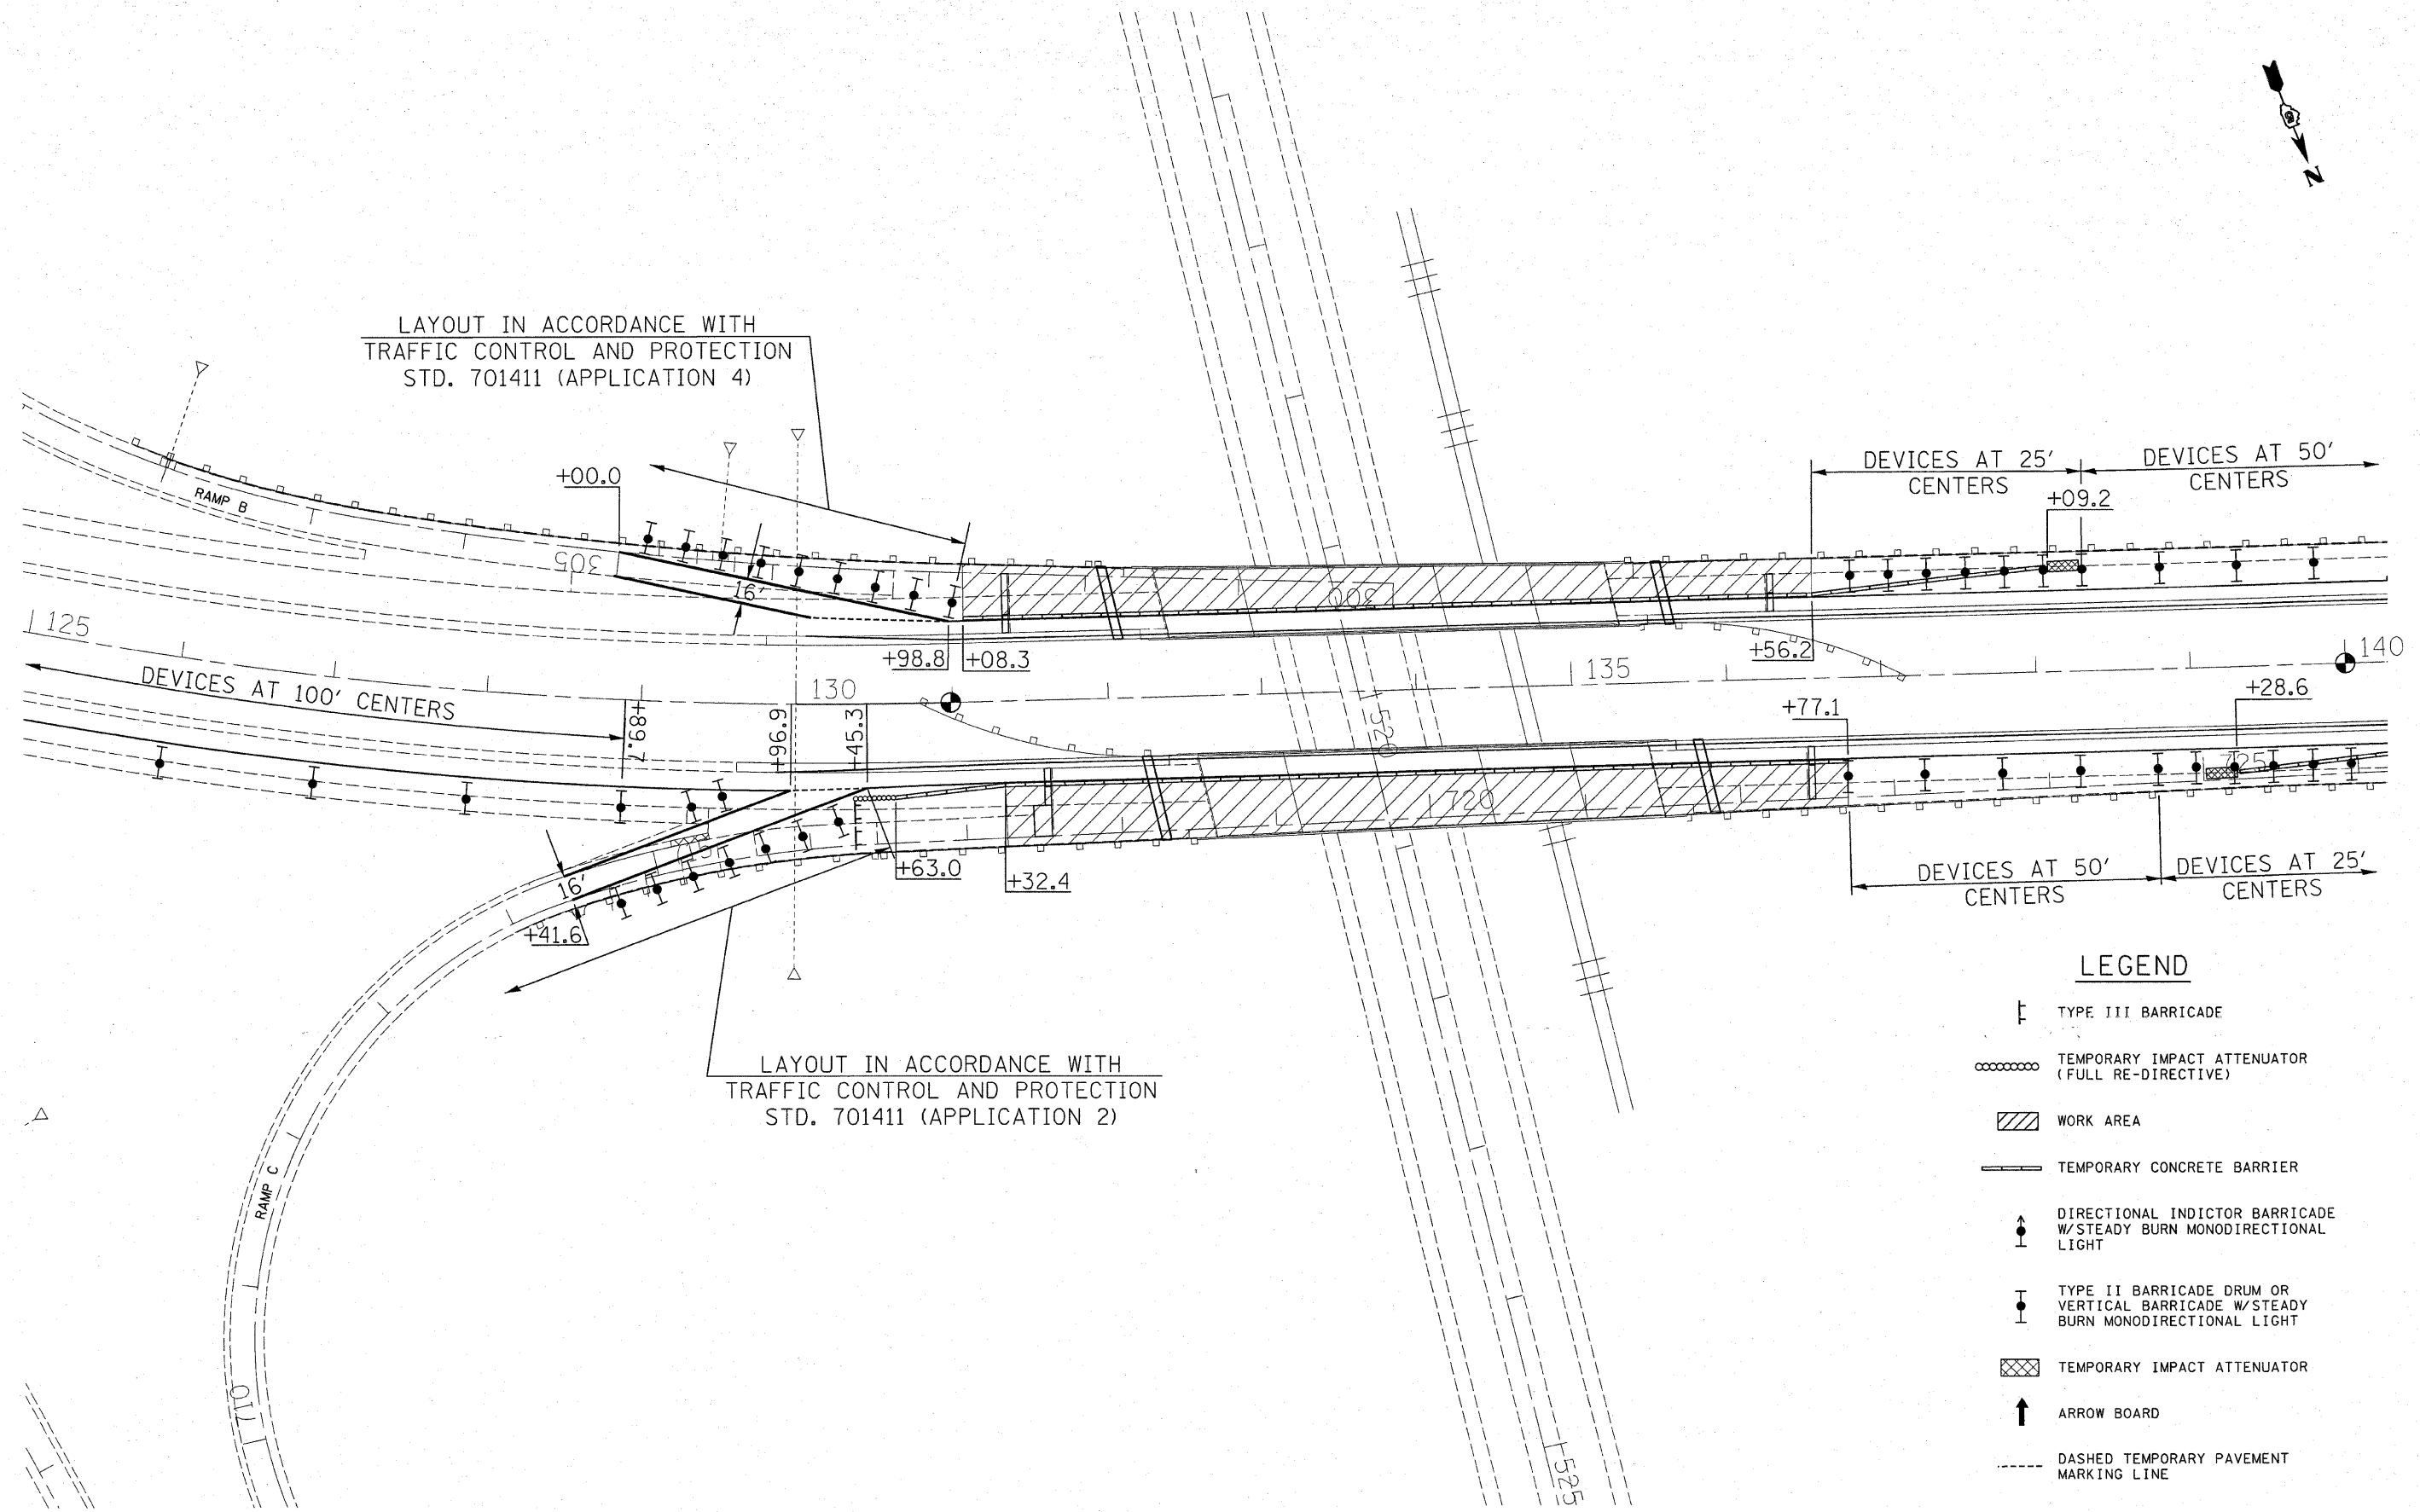 N
LAYOUT IN ACCORDANCE WITH
TRAFFIC CONTROL AND PROTECTION
STD. 701411 (APPLICATION 4)
RAMP B
+00.0
305
16'
DEVICES AT 25'
CENTERS
DEVICES AT 50'
CENTERS
+09.2
300
125
+98.8
+08.3
+56.2
140
130
135
DEVICES AT 100' CENTERS
+89.7
+96.9
+45.3
520
+77.1
+28.6
725
720
715
16'
+41.6
+63.0
+32.4
DEVICES AT 50'
CENTERS
DEVICES AT 25'
CENTERS
LAYOUT IN ACCORDANCE WITH
TRAFFIC CONTROL AND PROTECTION
STD. 701411 (APPLICATION 2)
RAMP C
710
525
LEGEND
TYPE III BARRICADE
TEMPORARY IMPACT ATTENUATOR
(FULL RE-DIRECTIVE)
WORK AREA
TEMPORARY CONCRETE BARRIER
DIRECTIONAL INDICTOR BARRICADE
W/STEADY BURN MONODIRECTIONAL
LIGHT
TYPE II BARRICADE DRUM OR
VERTICAL BARRICADE W/STEADY
BURN MONODIRECTIONAL LIGHT
TEMPORARY IMPACT ATTENUATOR
ARROW BOARD
DASHED TEMPORARY PAVEMENT
MARKING LINE